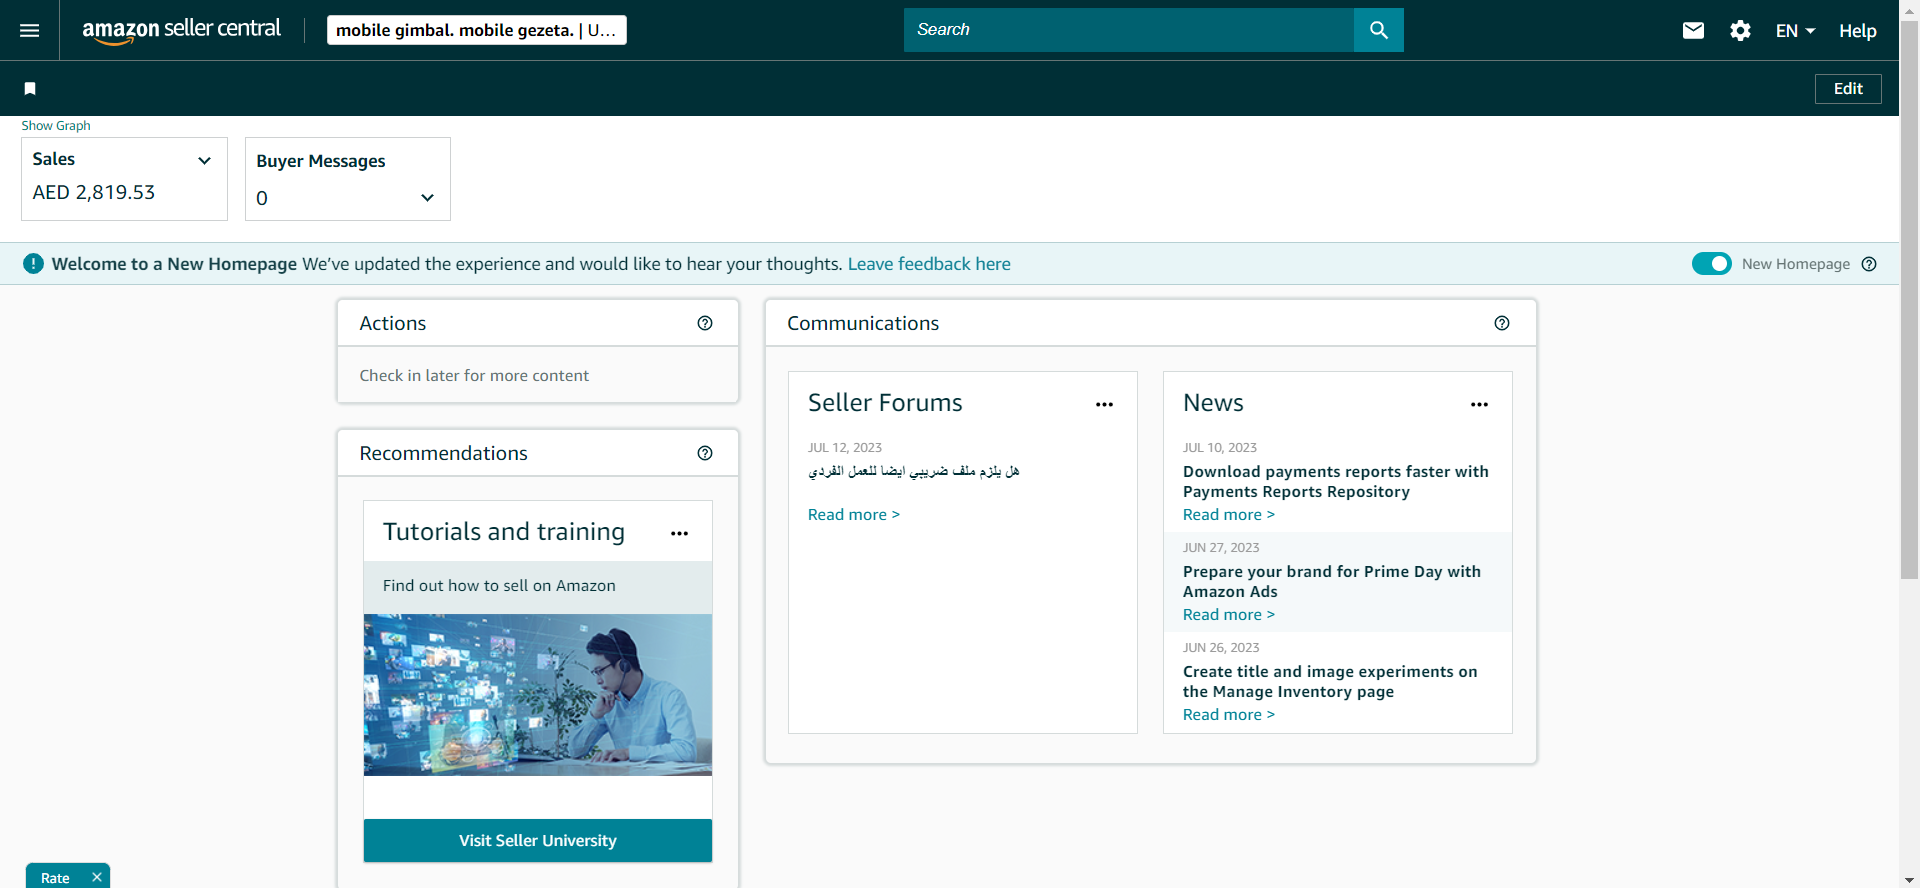 amazon seller central
mobile gimbal. mobile gezeta. | U...
Search
EN
Help
Edit
Show Graph
Sales
AED 2,819.53
Buyer Messages
0
Welcome to a New Homepage We've updated the experience and would like to hear your thoughts. Leave feedback here
New Homepage
Actions
Check in later for more content
Recommendations
Tutorials and training
Find out how to sell on Amazon
Visit Seller University
Communications
Seller Forums
JUL 12, 2023
هل يلزم ملف ضريبي ايضا للعمل الفردي
Read more >
News
JUL 10, 2023
Download payments reports faster with
Payments Reports Repository
Read more >
JUN 27, 2023
Prepare your brand for Prime Day with
Amazon Ads
Read more >
JUN 26, 2023
Create title and image experiments on
the Manage Inventory page
Read more >
Rate